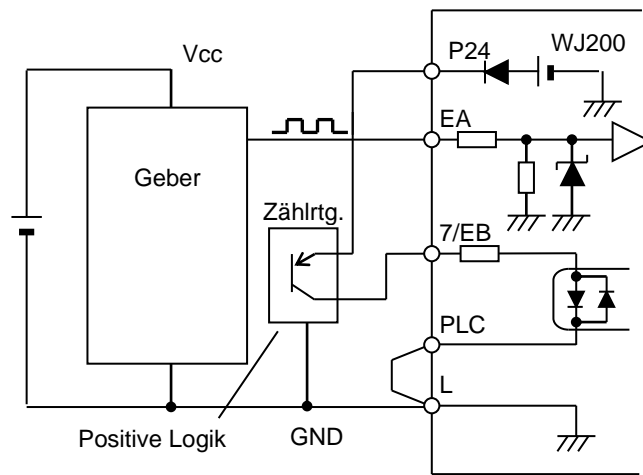 Vcc
P24
WJ200
EA
Geber
Zählrtg.
7/EB
PLC
L
Positive Logik
GND